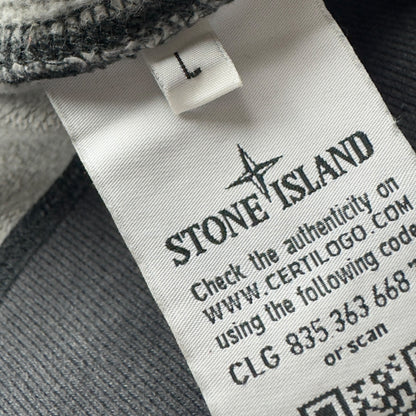 L
STONE ISLAND
Check the authenticity on
WWW.CERTILOGO.COM
using the following code
CLG 835 363 668
or scan